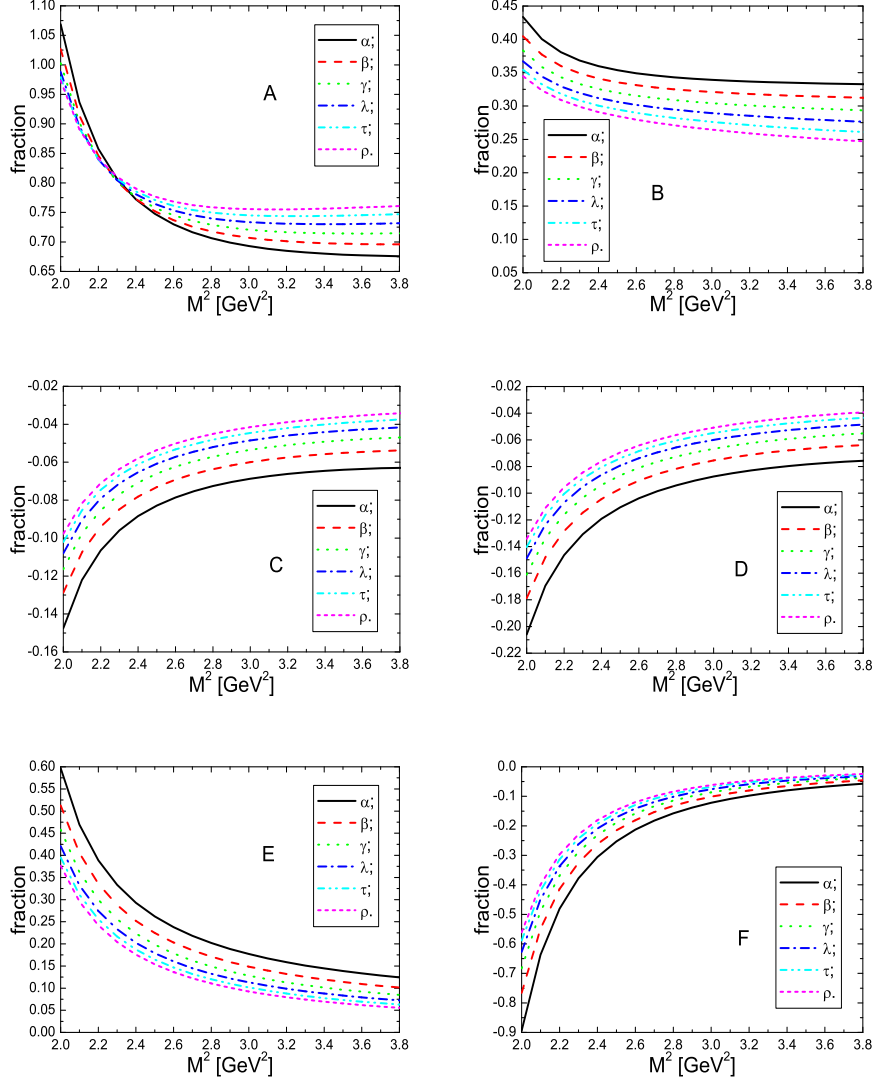 1.10
1.05
1.00
0.95
0.90
0.85
0.80
0.75
0.70
0.65
fraction
A
α;
β;
γ;
λ;
τ;
ρ.
2.0 2.2 2.4 2.6 2.8 3.0 3.2 3.4 3.6 3.8
M² [GeV²]
0.45
0.40
0.35
0.30
0.25
0.20
0.15
0.10
0.05
fraction
B
α;
β;
γ;
λ;
τ;
ρ.
2.0 2.2 2.4 2.6 2.8 3.0 3.2 3.4 3.6 3.8
M² [GeV²]
-0.02
-0.04
-0.06
-0.08
-0.10
-0.12
-0.14
-0.16
fraction
C
α;
β;
γ;
λ;
τ;
ρ.
2.0 2.2 2.4 2.6 2.8 3.0 3.2 3.4 3.6 3.8
M² [GeV²]
-0.02
-0.04
-0.06
-0.08
-0.10
-0.12
-0.14
-0.16
-0.18
-0.20
-0.22
fraction
D
α;
β;
γ;
λ;
τ;
ρ.
2.0 2.2 2.4 2.6 2.8 3.0 3.2 3.4 3.6 3.8
M² [GeV²]
0.60
0.55
0.50
0.45
0.40
0.35
0.30
0.25
0.20
0.15
0.10
0.05
0.00
fraction
E
α;
β;
γ;
λ;
τ;
ρ.
2.0 2.2 2.4 2.6 2.8 3.0 3.2 3.4 3.6 3.8
M² [GeV²]
0.0
-0.1
-0.2
-0.3
-0.4
-0.5
-0.6
-0.7
-0.8
-0.9
fraction
F
α;
β;
γ;
λ;
τ;
ρ.
2.0 2.2 2.4 2.6 2.8 3.0 3.2 3.4 3.6 3.8
M² [GeV²]